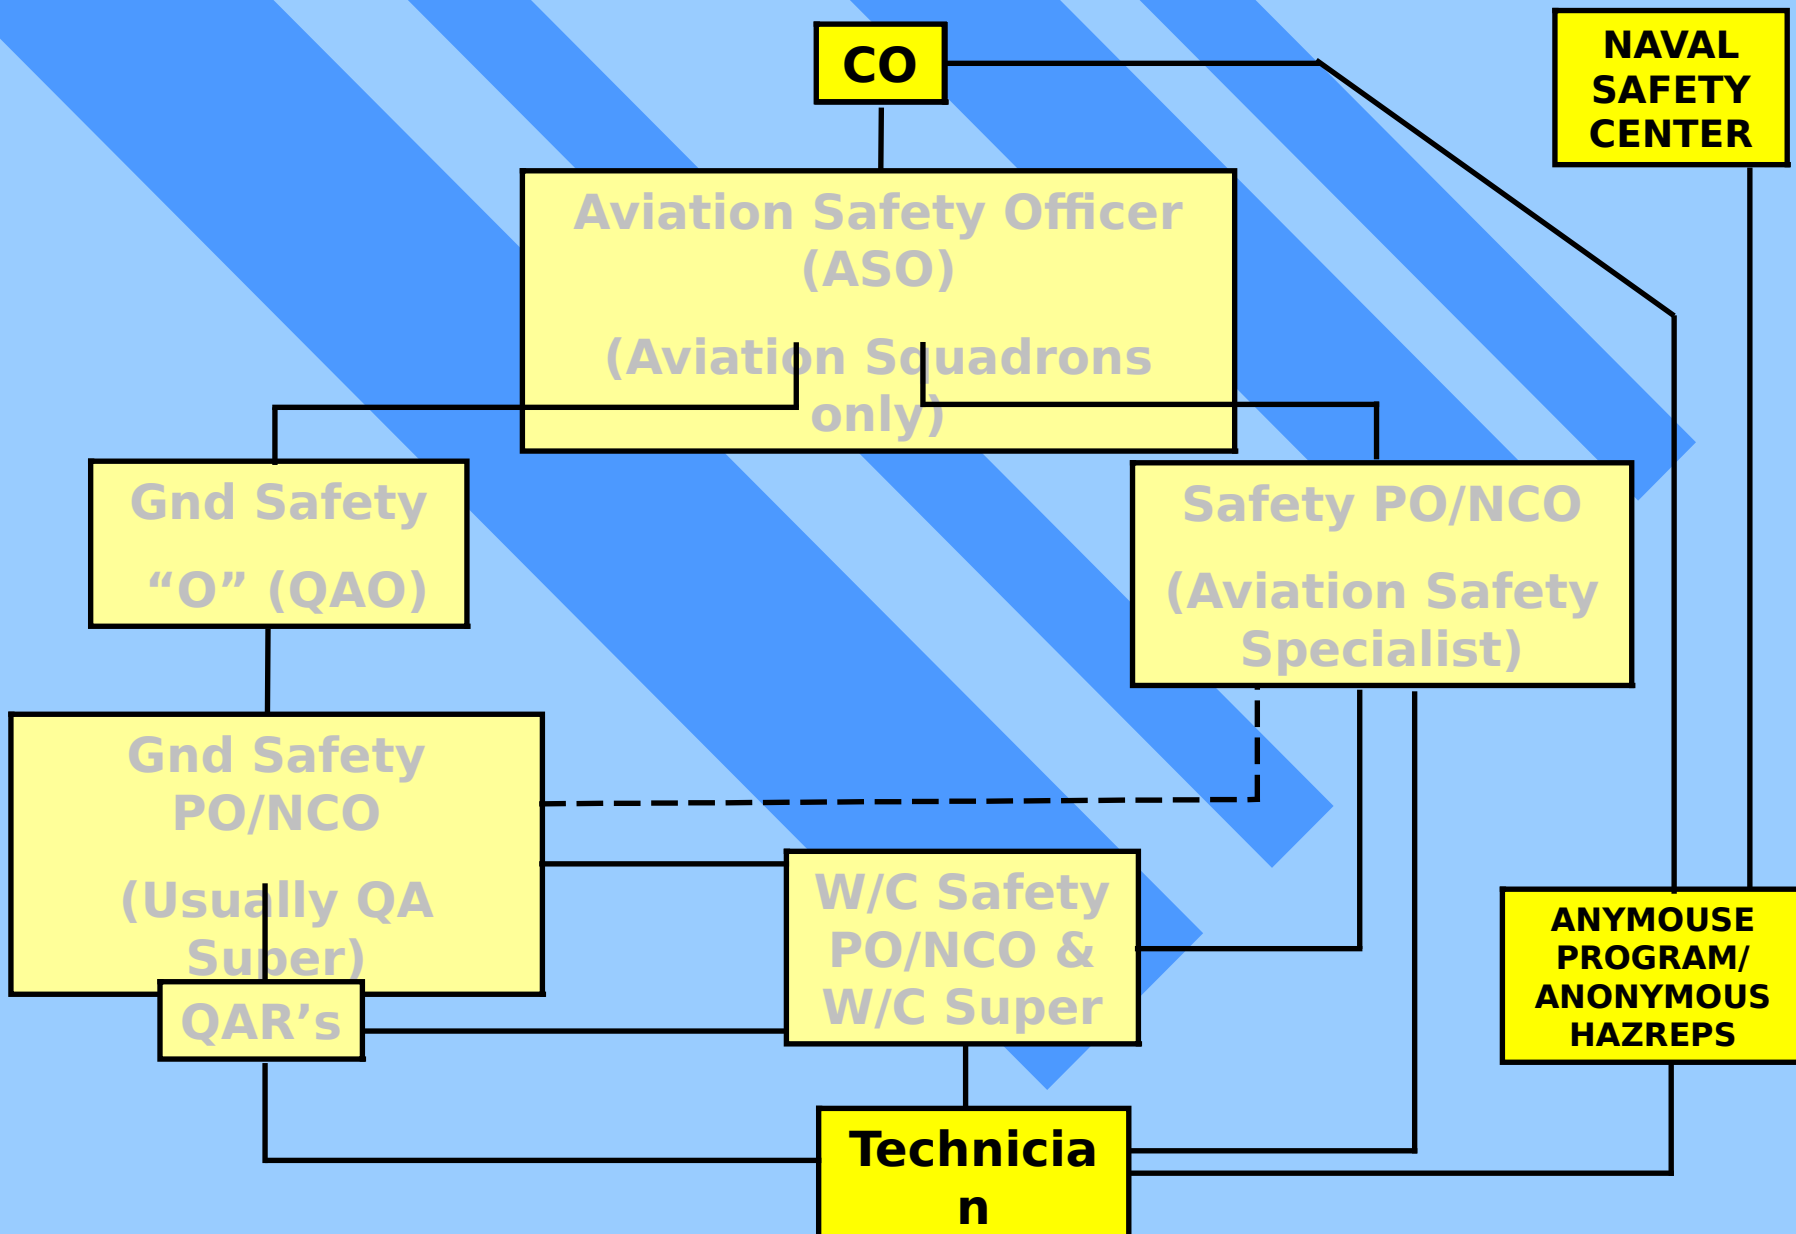 CO
NAVAL
SAFETY
CENTER
Aviation Safety Officer
(ASO)
(Aviation Squadrons
only)
Gnd Safety
“O” (QAO)
Safety PO/NCO
(Aviation Safety
Specialist)
Gnd Safety
PO/NCO
(Usually QA
Super)
QAR’s
W/C Safety
PO/NCO &
W/C Super
ANYMOUSE
PROGRAM/
ANONYMOUS
HAZREPS
Technicia
n